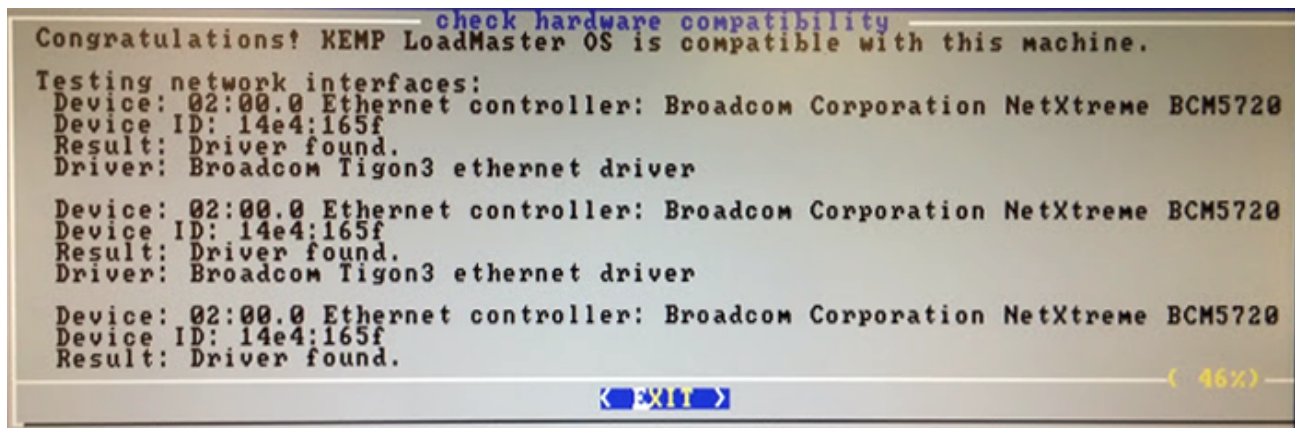 check hardware compatibility
Congratulations! KEMP LoadMaster OS is compatible with this machine.
Testing network interfaces:
Device: 02:00.0 Ethernet controller: Broadcom Corporation NetXtreme BCM5720
Device ID: 14e4:165f
Result: Driver found.
Driver: Broadcom Tigon3 ethernet driver
Device: 02:00.0 Ethernet controller: Broadcom Corporation NetXtreme BCM5720
Device ID: 14e4:165f
Result: Driver found.
Driver: Broadcom Tigon3 ethernet driver
Device: 02:00.0 Ethernet controller: Broadcom Corporation NetXtreme BCM5720
Device ID: 14e4:165f
Result: Driver found.
( 46%)
< EXIT >